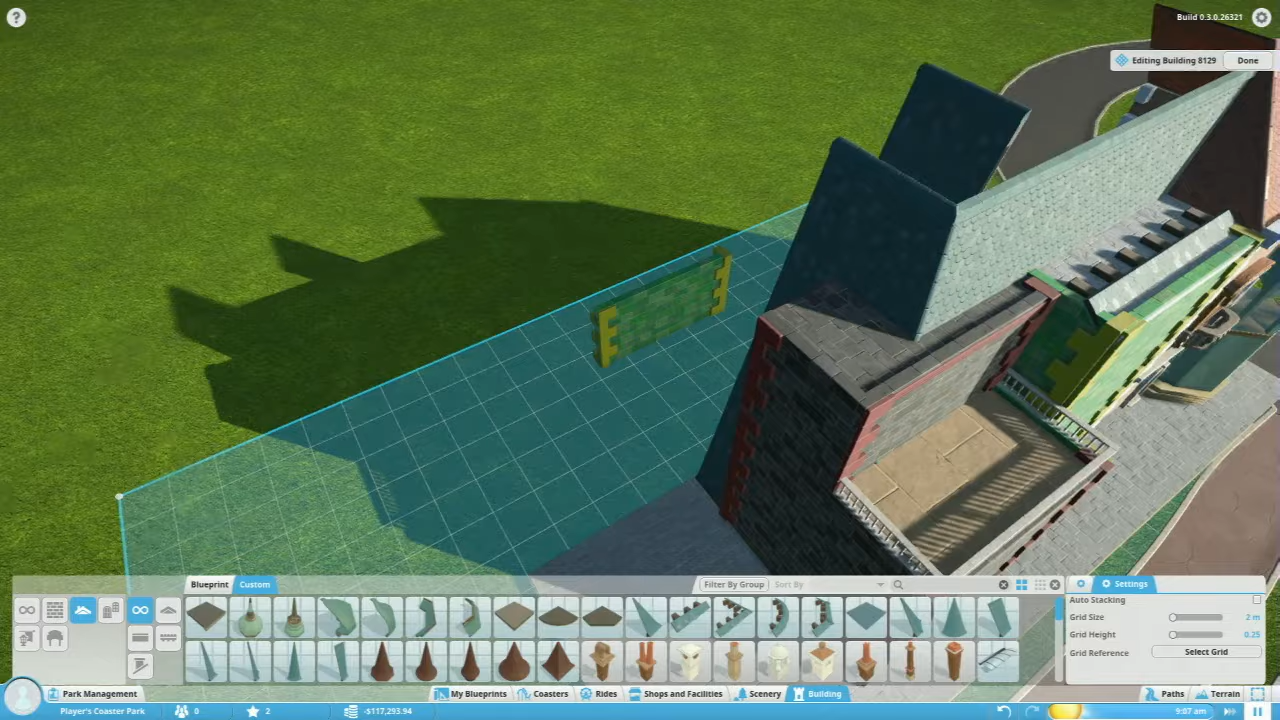 ?
Build 0.3.0.26321
Editing Building 8129
Done
Blueprint
Custom
Filter By Group
Sort By
Settings
Auto Stacking
Grid Size
2 m
Grid Height
0.25
Grid Reference
Select Grid
Park Management
My Blueprints
Coasters
Rides
Shops and Facilities
Scenery
Building
Paths
Terrain
Player's Coaster Park
0
2
-$117,293.94
9:07 am